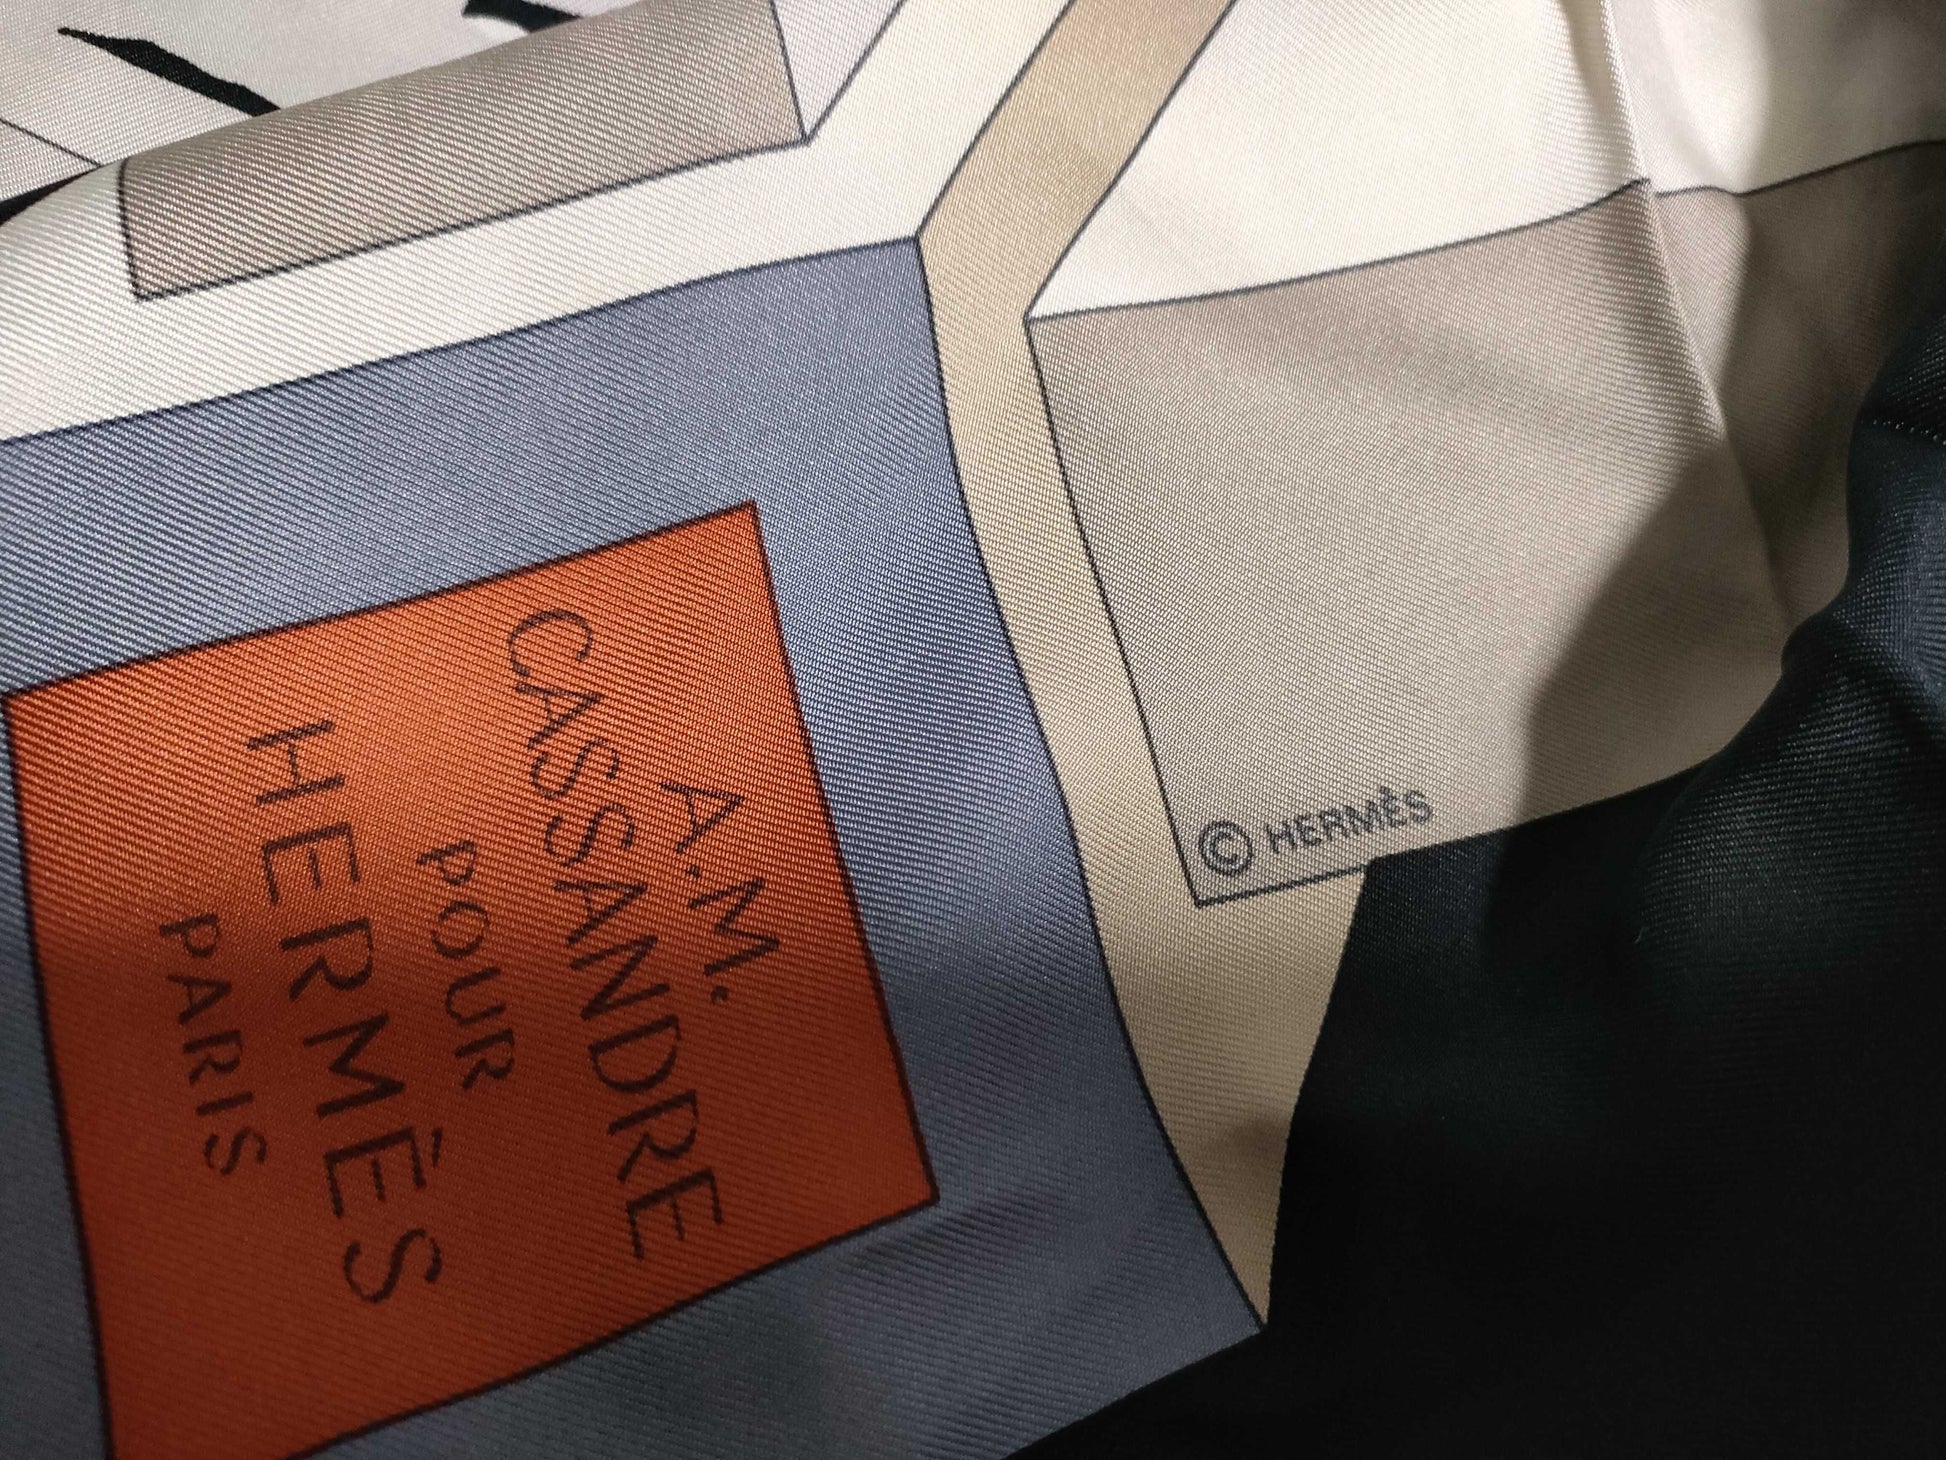 A.M.
CASSANDRE
POUR
HERMÈS
PARIS
© HERMÈS